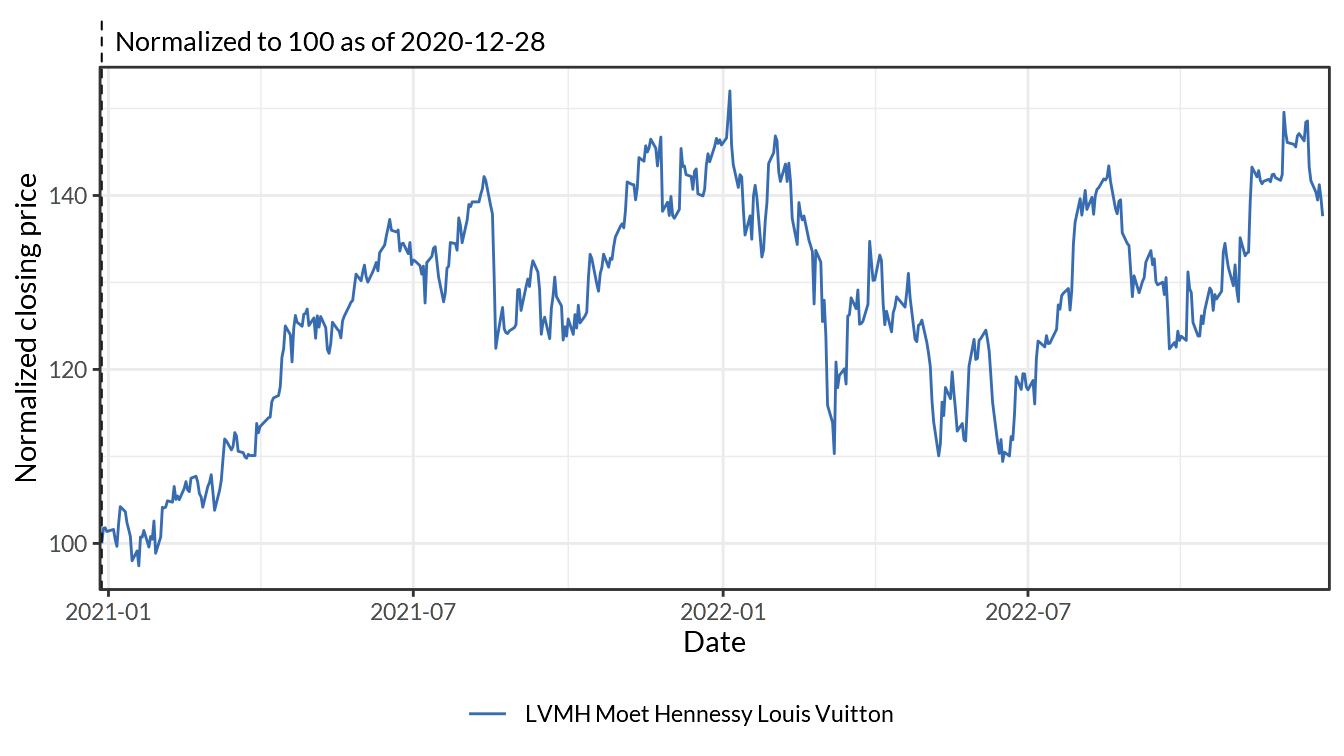 Normalized to 100 as of 2020-12-28
Normalized closing price
140
120
100
2021-01
2021-07
2022-01
2022-07
Date
LVMH Moet Hennessy Louis Vuitton